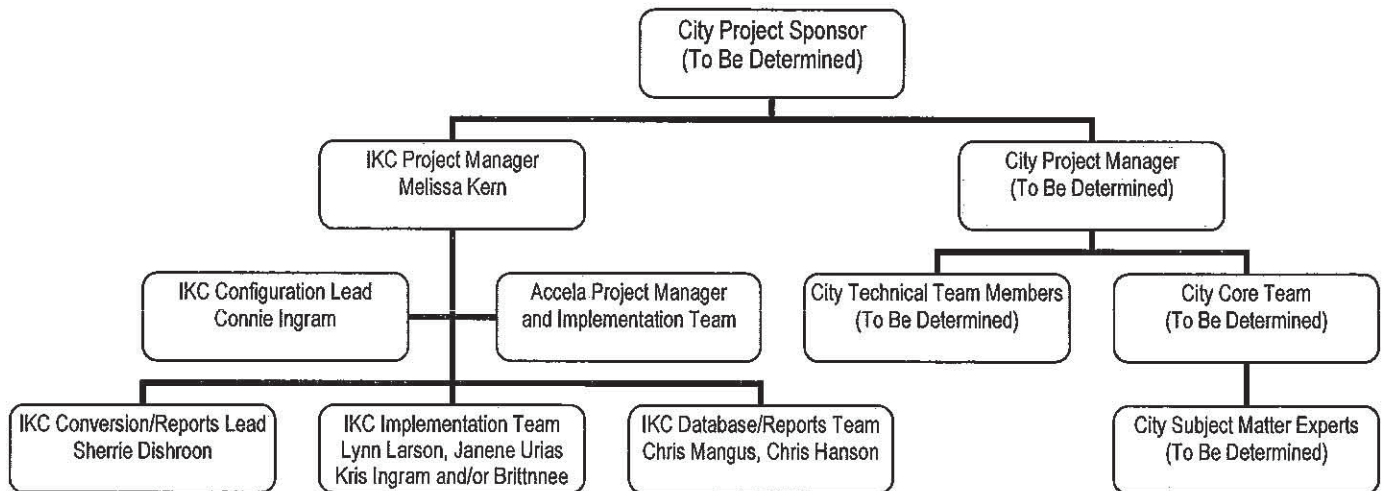 City Project Sponsor
(To Be Determined)
IKC Project Manager
Melissa Kern
City Project Manager
(To Be Determined)
IKC Configuration Lead
Connie Ingram
Accela Project Manager
and Implementation Team
City Technical Team Members
(To Be Determined)
City Core Team
(To Be Determined)
IKC Conversion/Reports Lead
Sherrie Dishroon
IKC Implementation Team
Lynn Larson, Janene Urias
Kris Ingram and/or Brittnnee
IKC Database/Reports Team
Chris Mangus, Chris Hanson
City Subject Matter Experts
(To Be Determined)